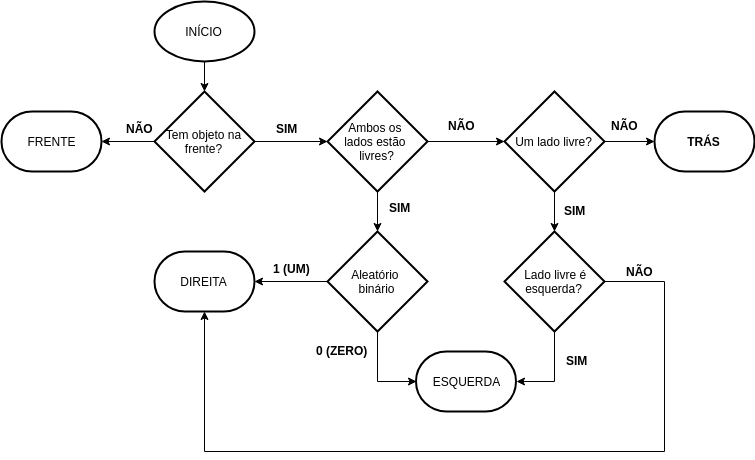 INÍCIO
NÃO
SIM
NÃO
NÃO
FRENTE
Tem objeto na
frente?
Ambos os
lados estão
livres?
Um lado livre?
TRÁS
SIM
SIM
1 (UM)
NÃO
DIREITA
Aleatório
binário
Lado livre é
esquerda?
0 (ZERO)
SIM
ESQUERDA